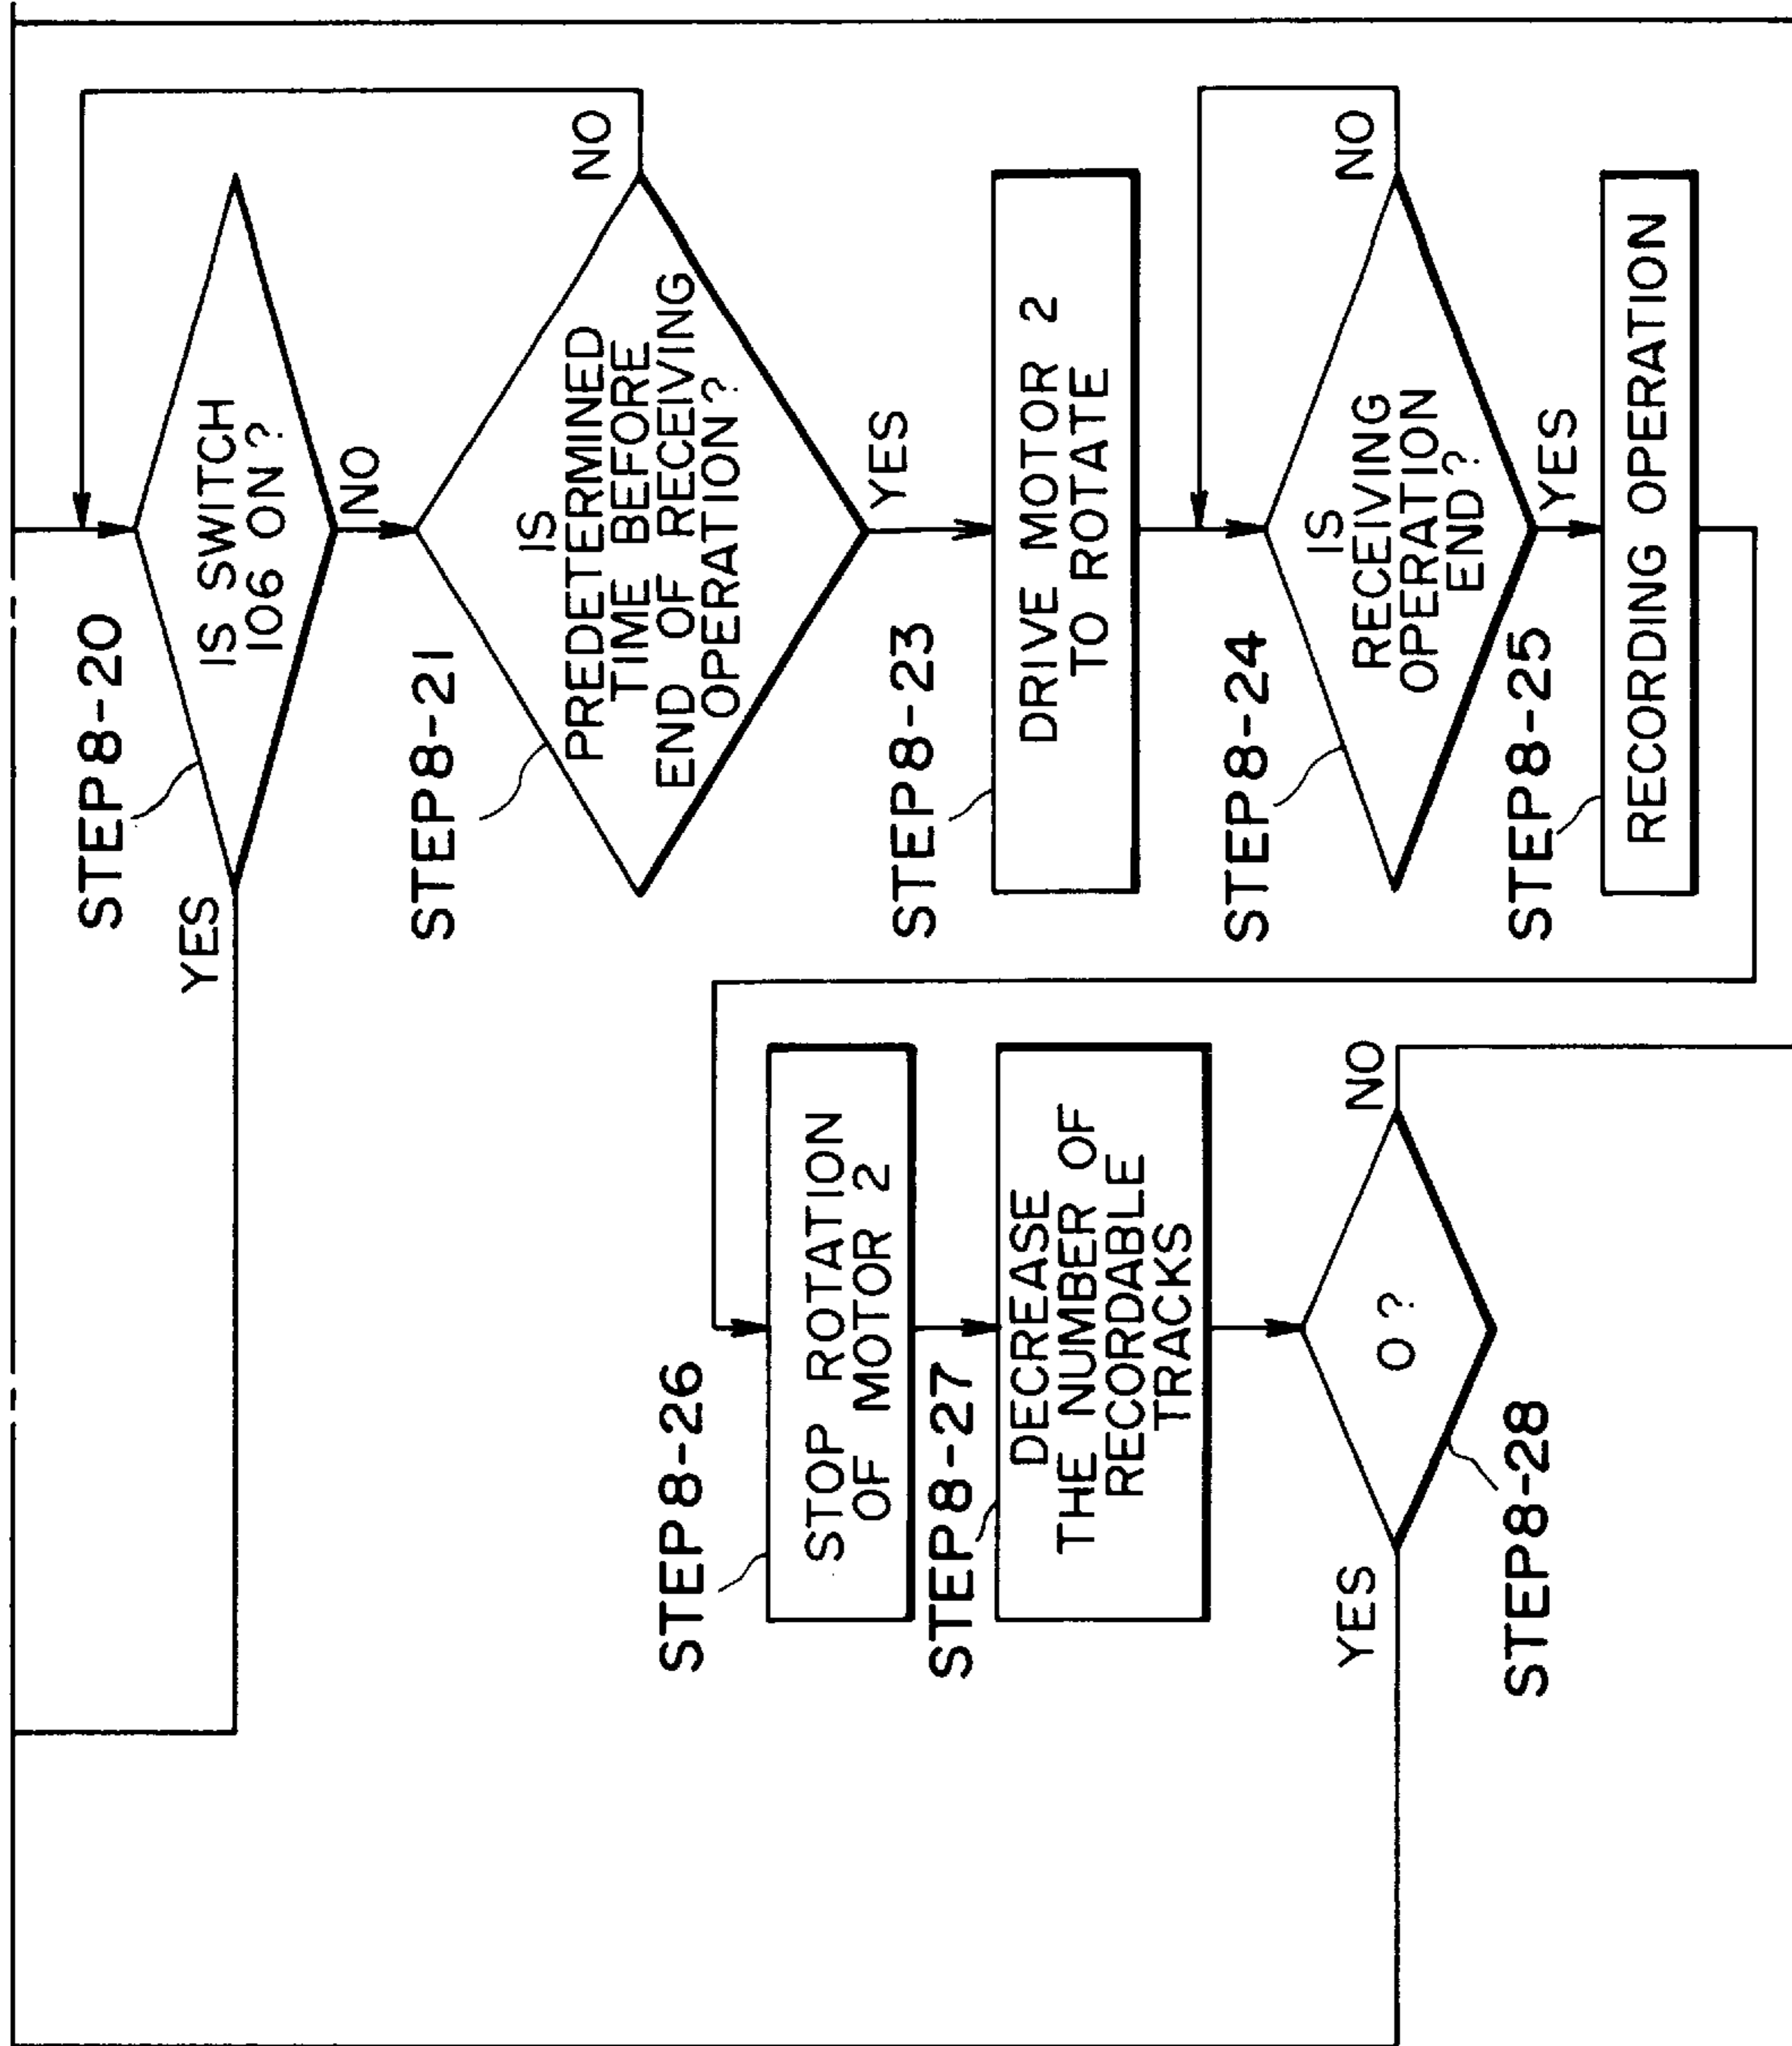 STEP8-20
IS SWITCH
106 ON?
YES
NO
STEP8-21
IS
PREDETERMINED
TIME BEFORE
END OF RECEIVING
OPERATION?
NO
YES
STEP8-23
DRIVE MOTOR 2
TO ROTATE
STEP8-24
IS
RECEIVING
OPERATION
END?
NO
YES
STEP8-25
RECORDING OPERATION
STEP8-26
STOP ROTATION
OF MOTOR 2
STEP8-27
DECREASE
THE NUMBER OF
RECORDABLE
TRACKS
0?
YES
NO
STEP8-28